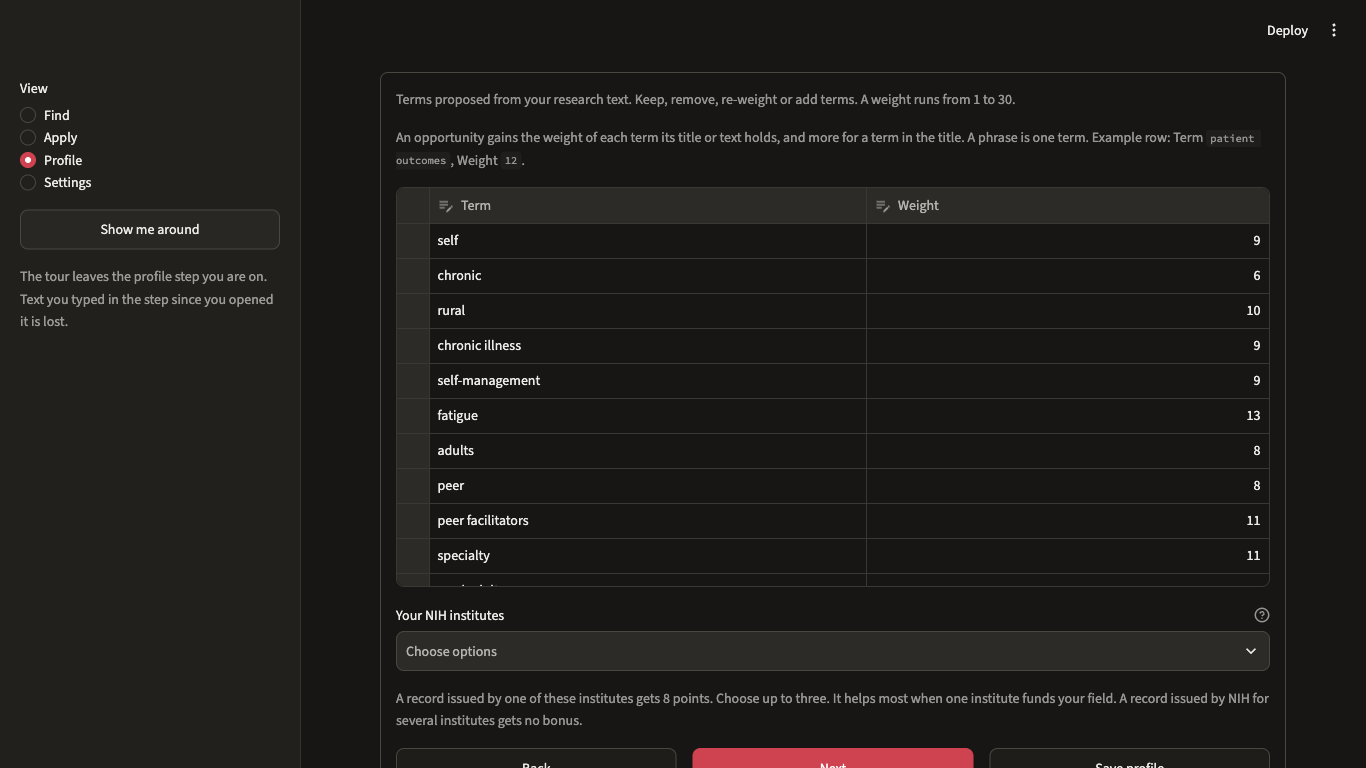 Deploy
View
Find
Apply
Profile
Settings
Show me around
The tour leaves the profile step you are on.
Text you typed in the step since you opened
it is lost.
Terms proposed from your research text. Keep, remove, re-weight or add terms. A weight runs from 1 to 30.
An opportunity gains the weight of each term its title or text holds, and more for a term in the title. A phrase is one term. Example row: Term patient
outcomes, Weight 12.
Term Weight
self 9
chronic 6
rural 10
chronic illness 9
self-management 9
fatigue 13
adults 8
peer 8
peer facilitators 11
specialty 11
Your NIH institutes
Choose options
A record issued by one of these institutes gets 8 points. Choose up to three. It helps most when one institute funds your field. A record issued by NIH for
several institutes gets no bonus.
Back Next Save profile